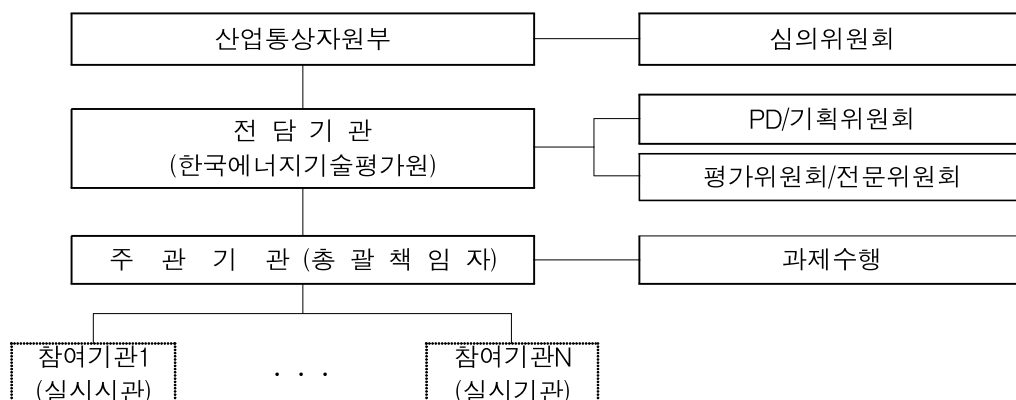 산업통상자원부
심의위원회
전 담 기 관
(한국에너지기술평가원)
PD/기획위원회
평가위원회/전문위원회
주 관 기 관 (총 괄 책 임 자)
과제수행
참여기관1
(실시시관)
· · ·
참여기관N
(실시기관)